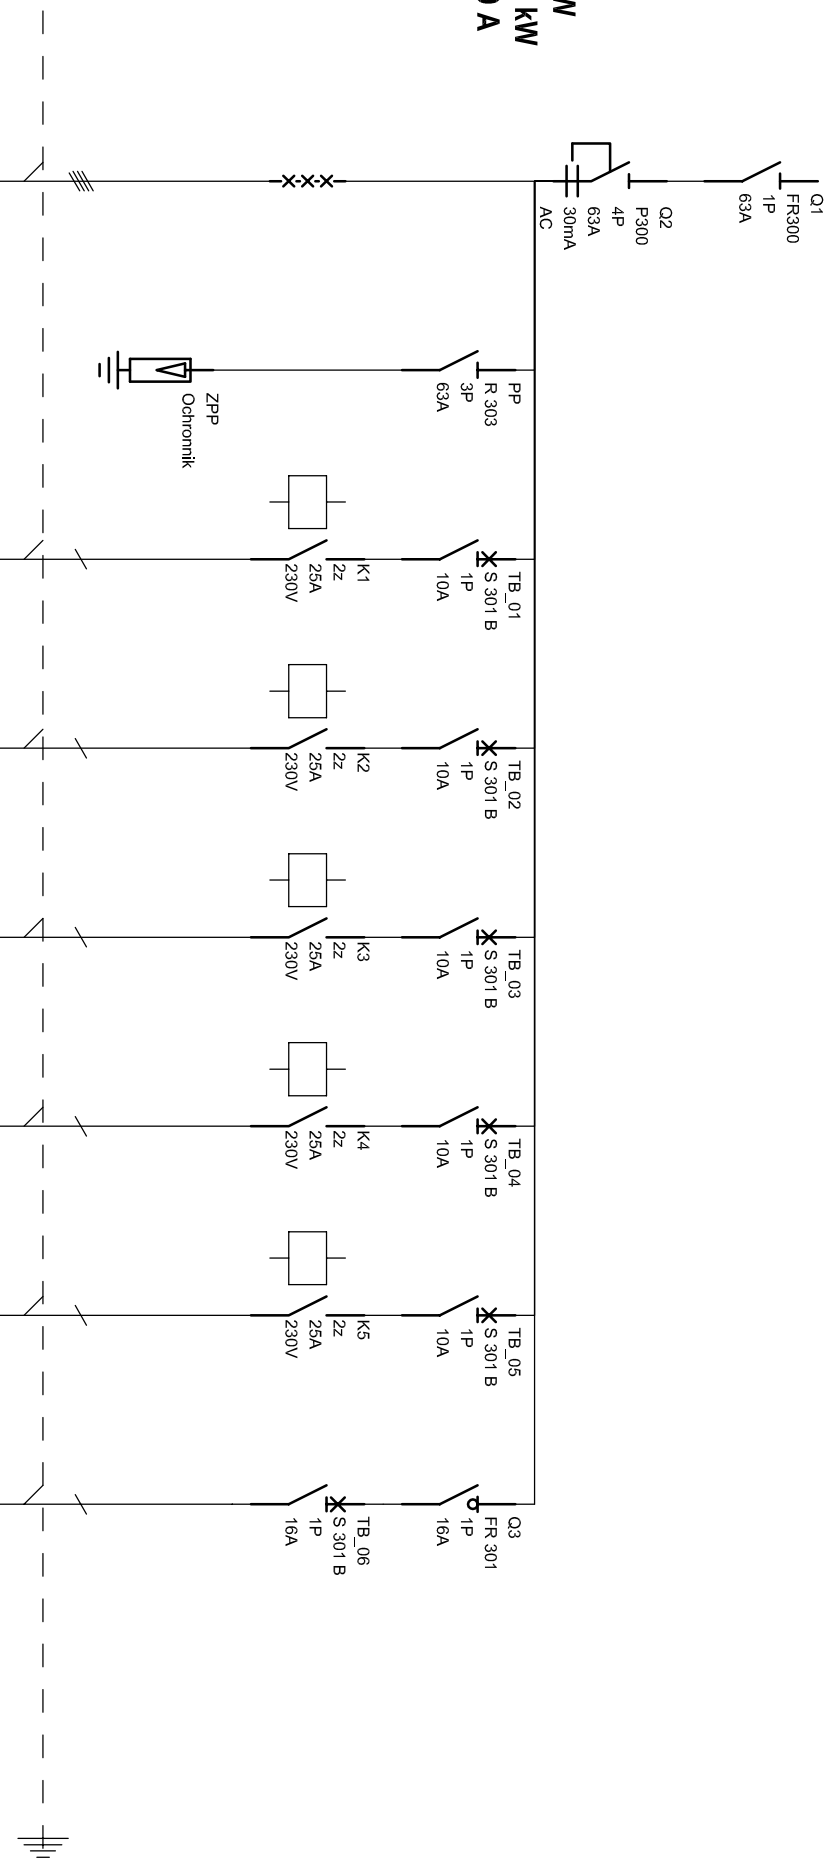 W
kW
A
Q1
FR300
1P
63A
Q2
P300
4P
63A
30mA
AC
PP
R 303
3P
63A
ZPP
Ochronnik
TB_01
S 301 B
1P
10A
K1
2z
25A
230V
TB_02
S 301 B
1P
10A
K2
2z
25A
230V
TB_03
S 301 B
1P
10A
K3
2z
25A
230V
TB_04
S 301 B
1P
10A
K4
2z
25A
230V
TB_05
S 301 B
1P
10A
K5
2z
25A
230V
Q3
FR 301
1P
16A
TB_06
S 301 B
1P
16A